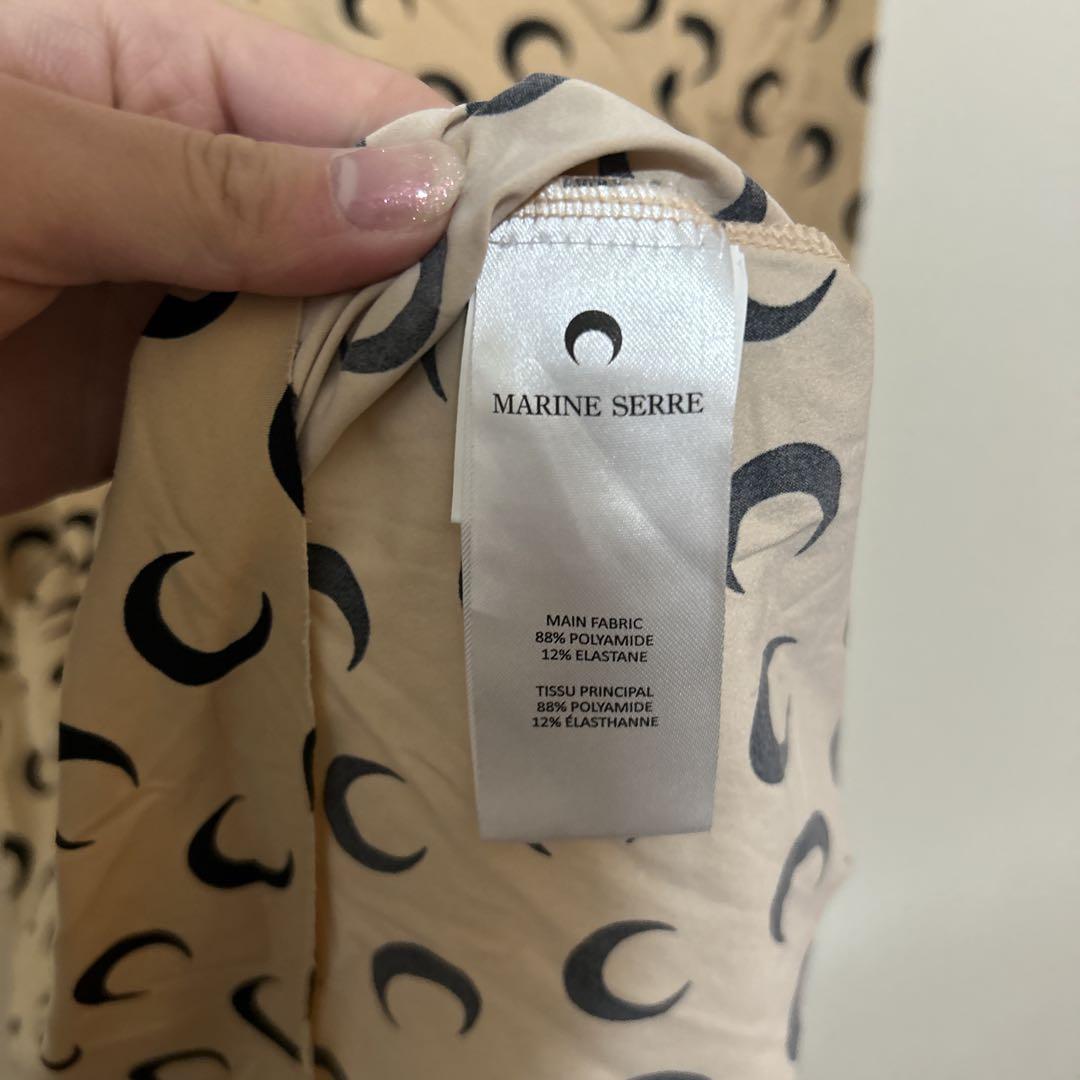 MARINE SERRE
MAIN FABRIC
88% POLYAMIDE
12% ELASTANE
TISSU PRINCIPAL
88% POLYAMIDE
12% ÉLASTHANNE